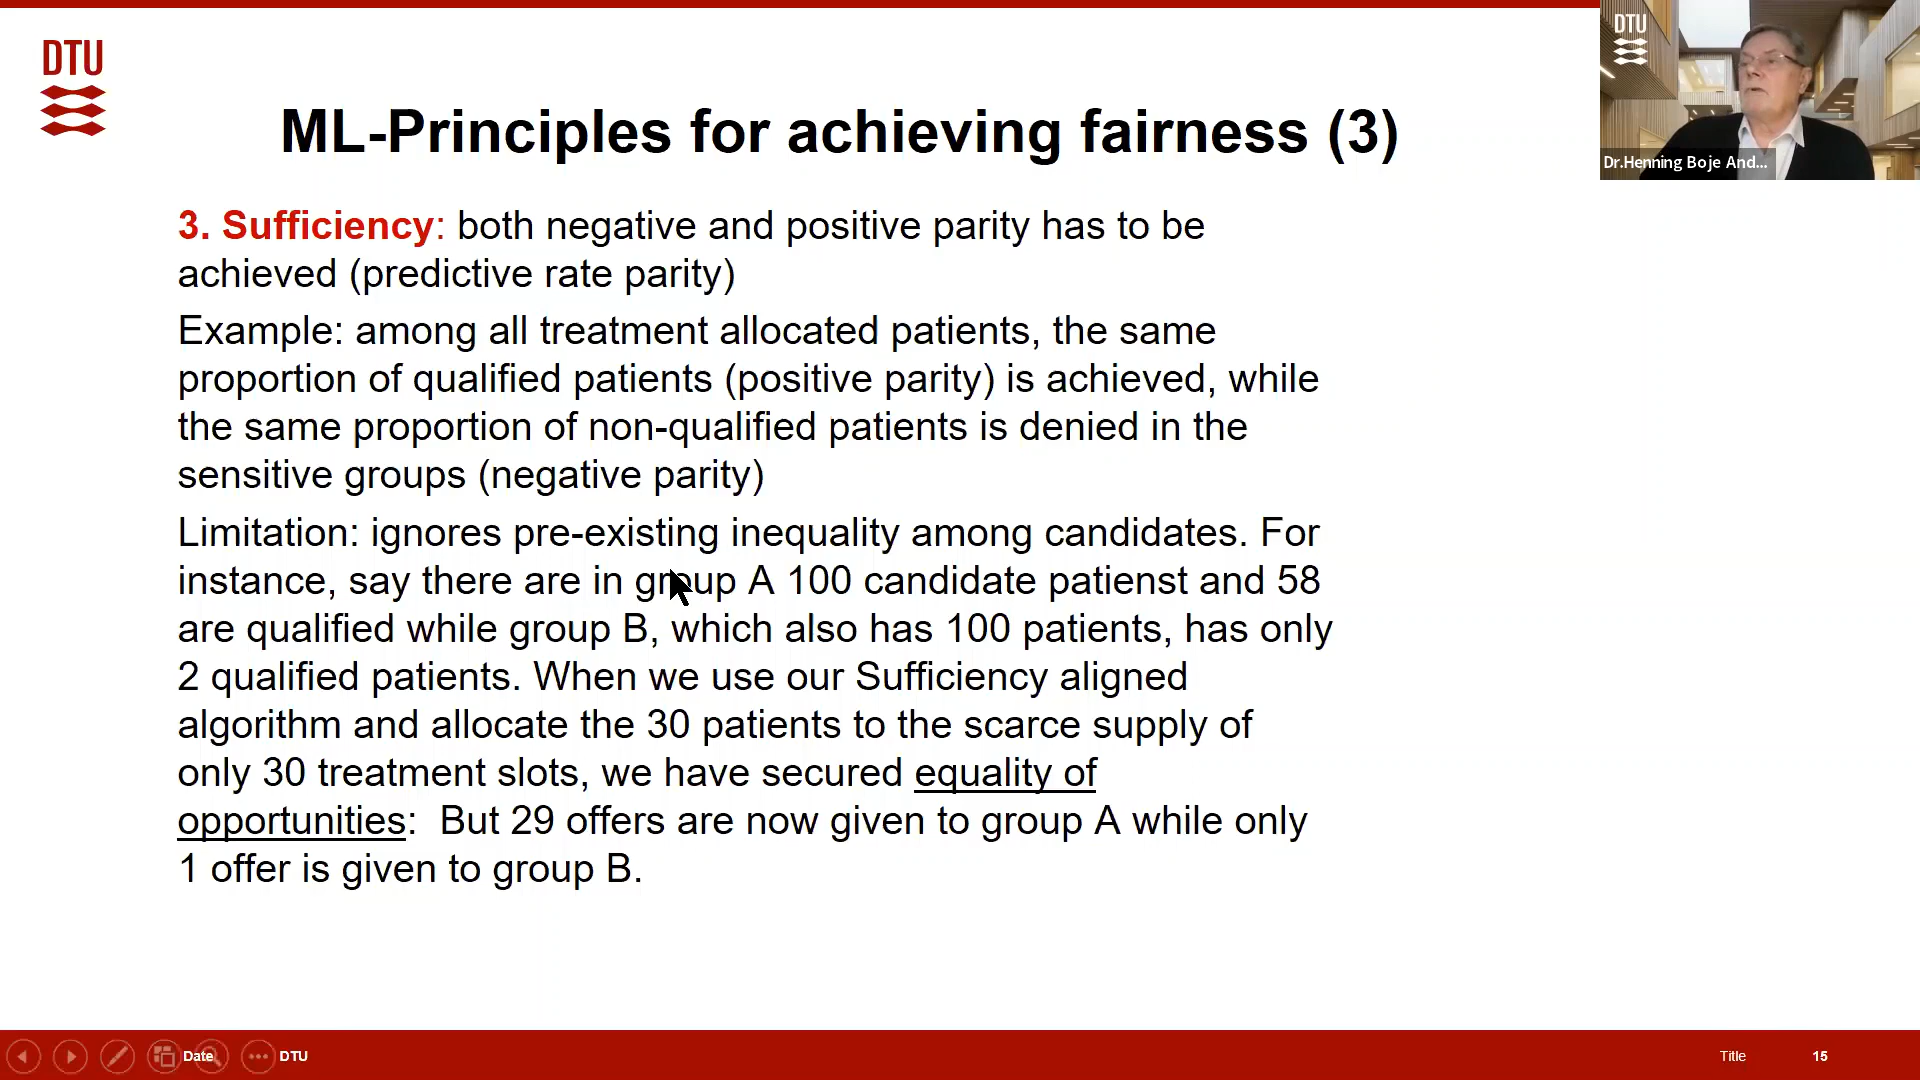 DTU
DTU
Dr.Henning Boje And...
ML-Principles for achieving fairness (3)
3. Sufficiency: both negative and positive parity has to be
achieved (predictive rate parity)
Example: among all treatment allocated patients, the same
proportion of qualified patients (positive parity) is achieved, while
the same proportion of non-qualified patients is denied in the
sensitive groups (negative parity)
Limitation: ignores pre-existing inequality among candidates. For
instance, say there are in group A 100 candidate patienst and 58
are qualified while group B, which also has 100 patients, has only
2 qualified patients. When we use our Sufficiency aligned
algorithm and allocate the 30 patients to the scarce supply of
only 30 treatment slots, we have secured equality of
opportunities:  But 29 offers are now given to group A while only
1 offer is given to group B.
Date DTU Title 15